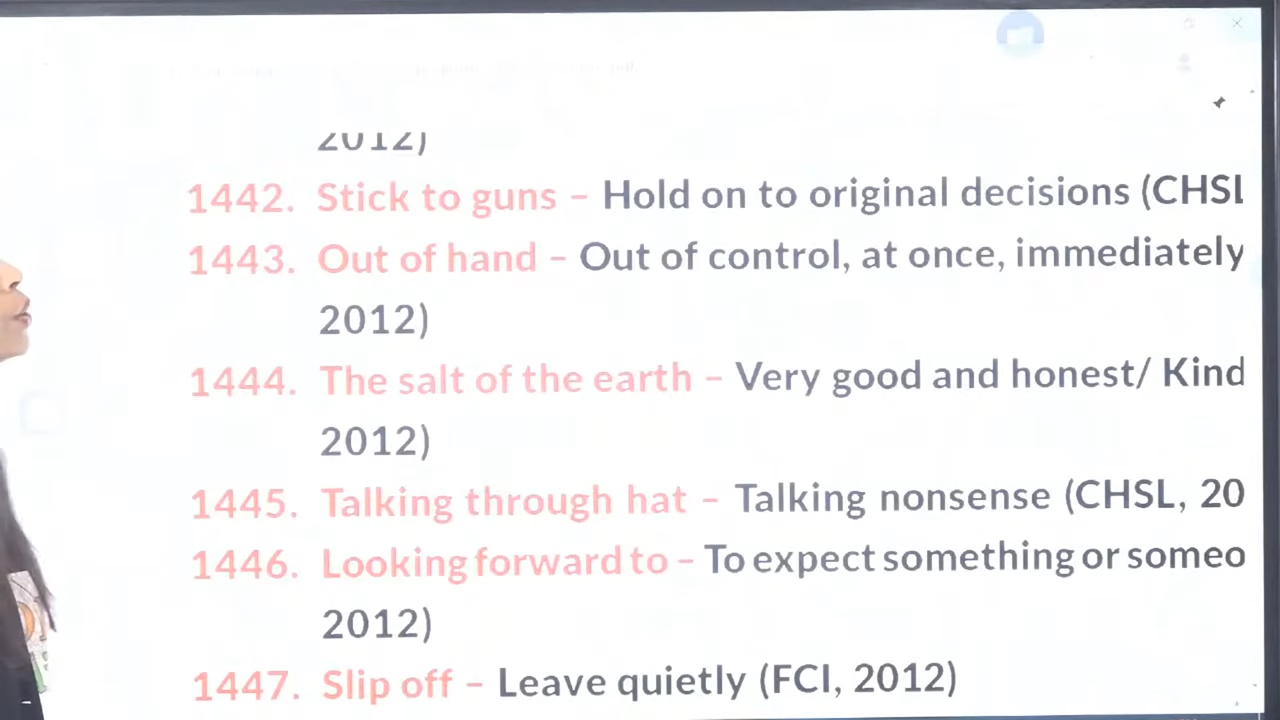 2012)
1442. Stick to guns – Hold on to original decisions (CHSL
1443. Out of hand – Out of control, at once, immediately
2012)
1444. The salt of the earth – Very good and honest/ Kind
2012)
1445. Talking through hat – Talking nonsense (CHSL, 20
1446. Looking forward to – To expect something or someo
2012)
1447. Slip off – Leave quietly (FCI, 2012)